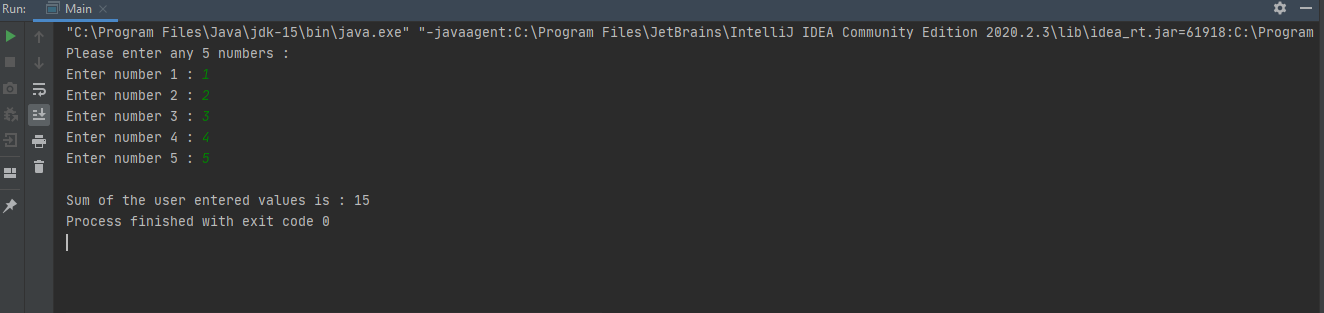 Run: Main
"C:\Program Files\Java\jdk-15\bin\java.exe" "-javaagent:C:\Program Files\JetBrains\IntelliJ IDEA Community Edition 2020.2.3\lib\idea_rt.jar=61918:C:\Program
Please enter any 5 numbers :
Enter number 1 : 1
Enter number 2 : 2
Enter number 3 : 3
Enter number 4 : 4
Enter number 5 : 5
Sum of the user entered values is : 15
Process finished with exit code 0